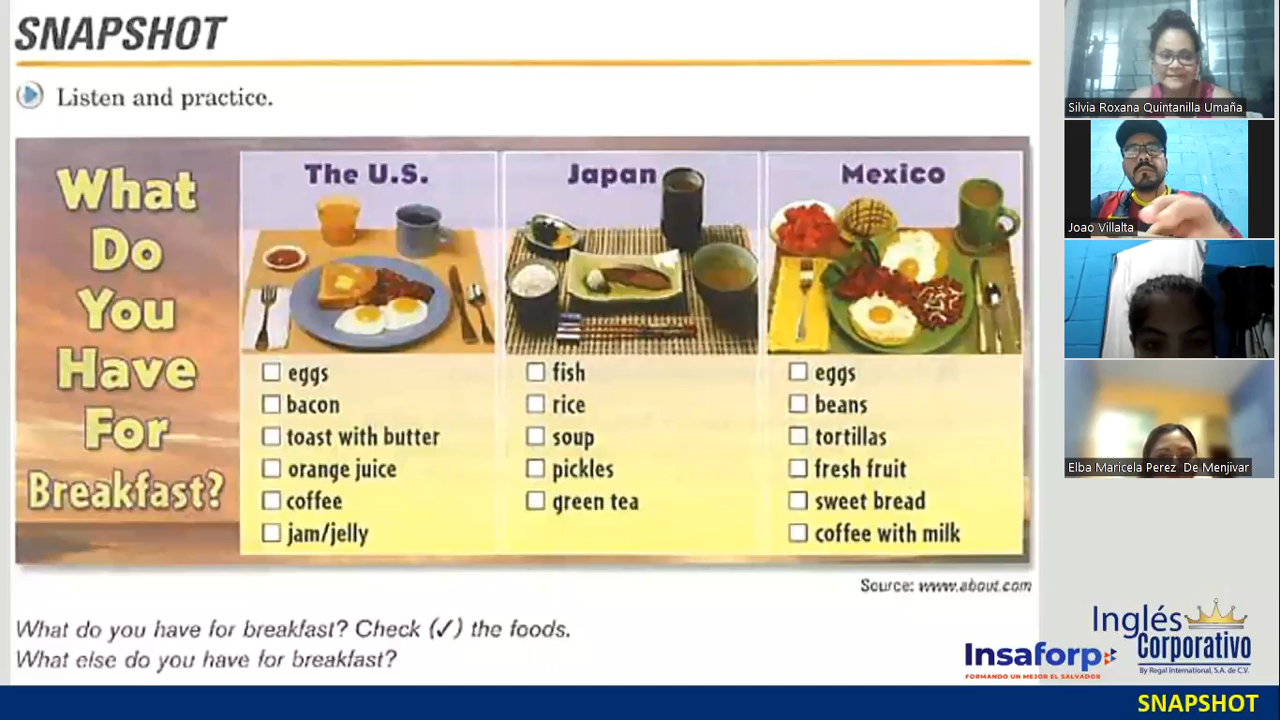 SNAPSHOT
Listen and practice.
What
Do
You
Have
For
Breakfast?
The U.S.
eggs
bacon
toast with butter
orange juice
coffee
jam/jelly
Japan
fish
rice
soup
pickles
green tea
Mexico
eggs
beans
tortillas
fresh fruit
sweet bread
coffee with milk
Source: www.about.com
What do you have for breakfast? Check (✓) the foods.
What else do you have for breakfast?
Silvia Roxana Quintanilla Umaña
Joao Villalta
Elba Maricela Perez De Menjivar
Insaforp
FORMANDO UN MEJOR EL SALVADOR
Inglés
Corporativo
By Regal International, S.A. de C.V.
SNAPSHOT